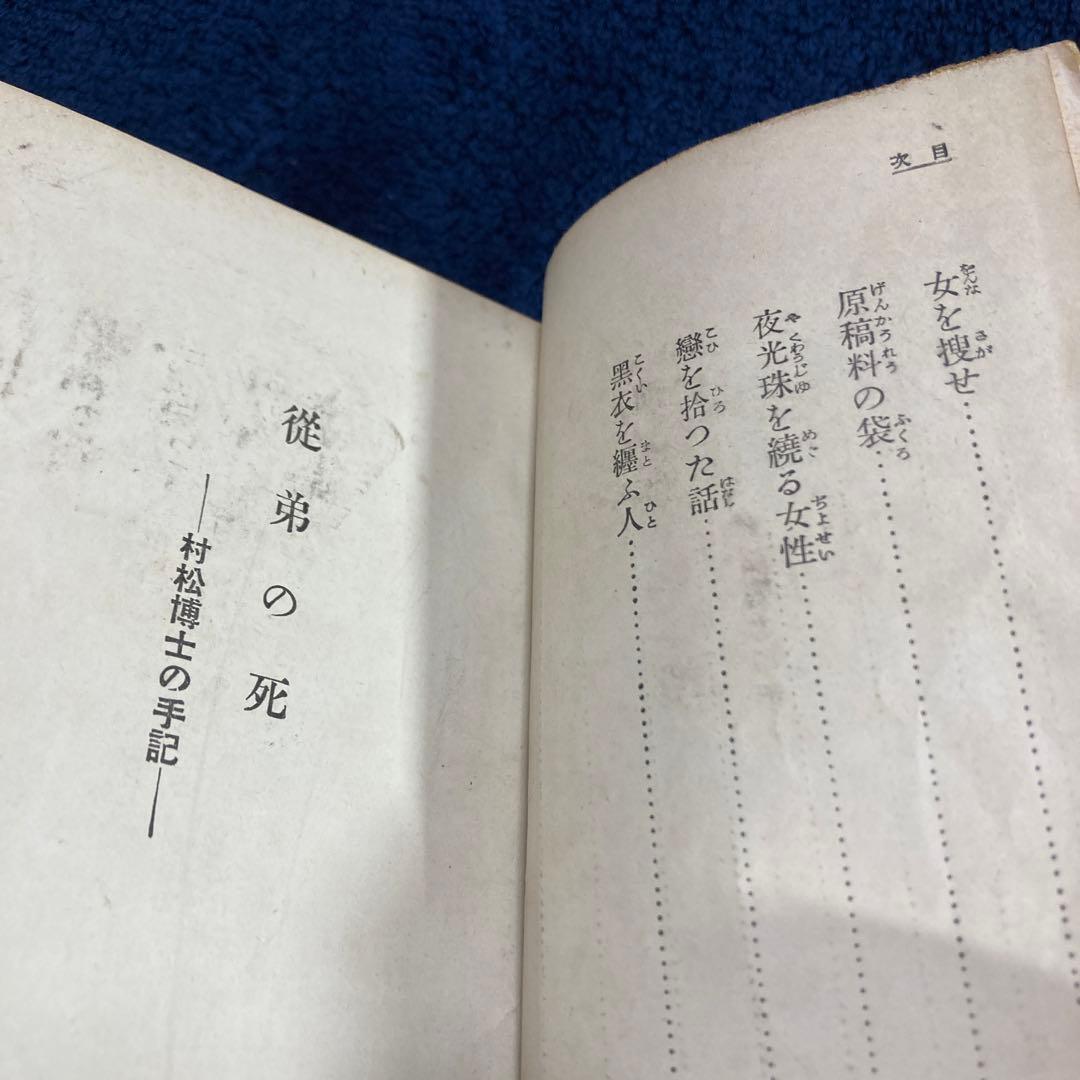 次目
女を捜せ
原稿料の袋
夜光珠を繞る女性
戀を拾つた話
黑衣を纏ふ人
從弟の死
―村松博士の手記―